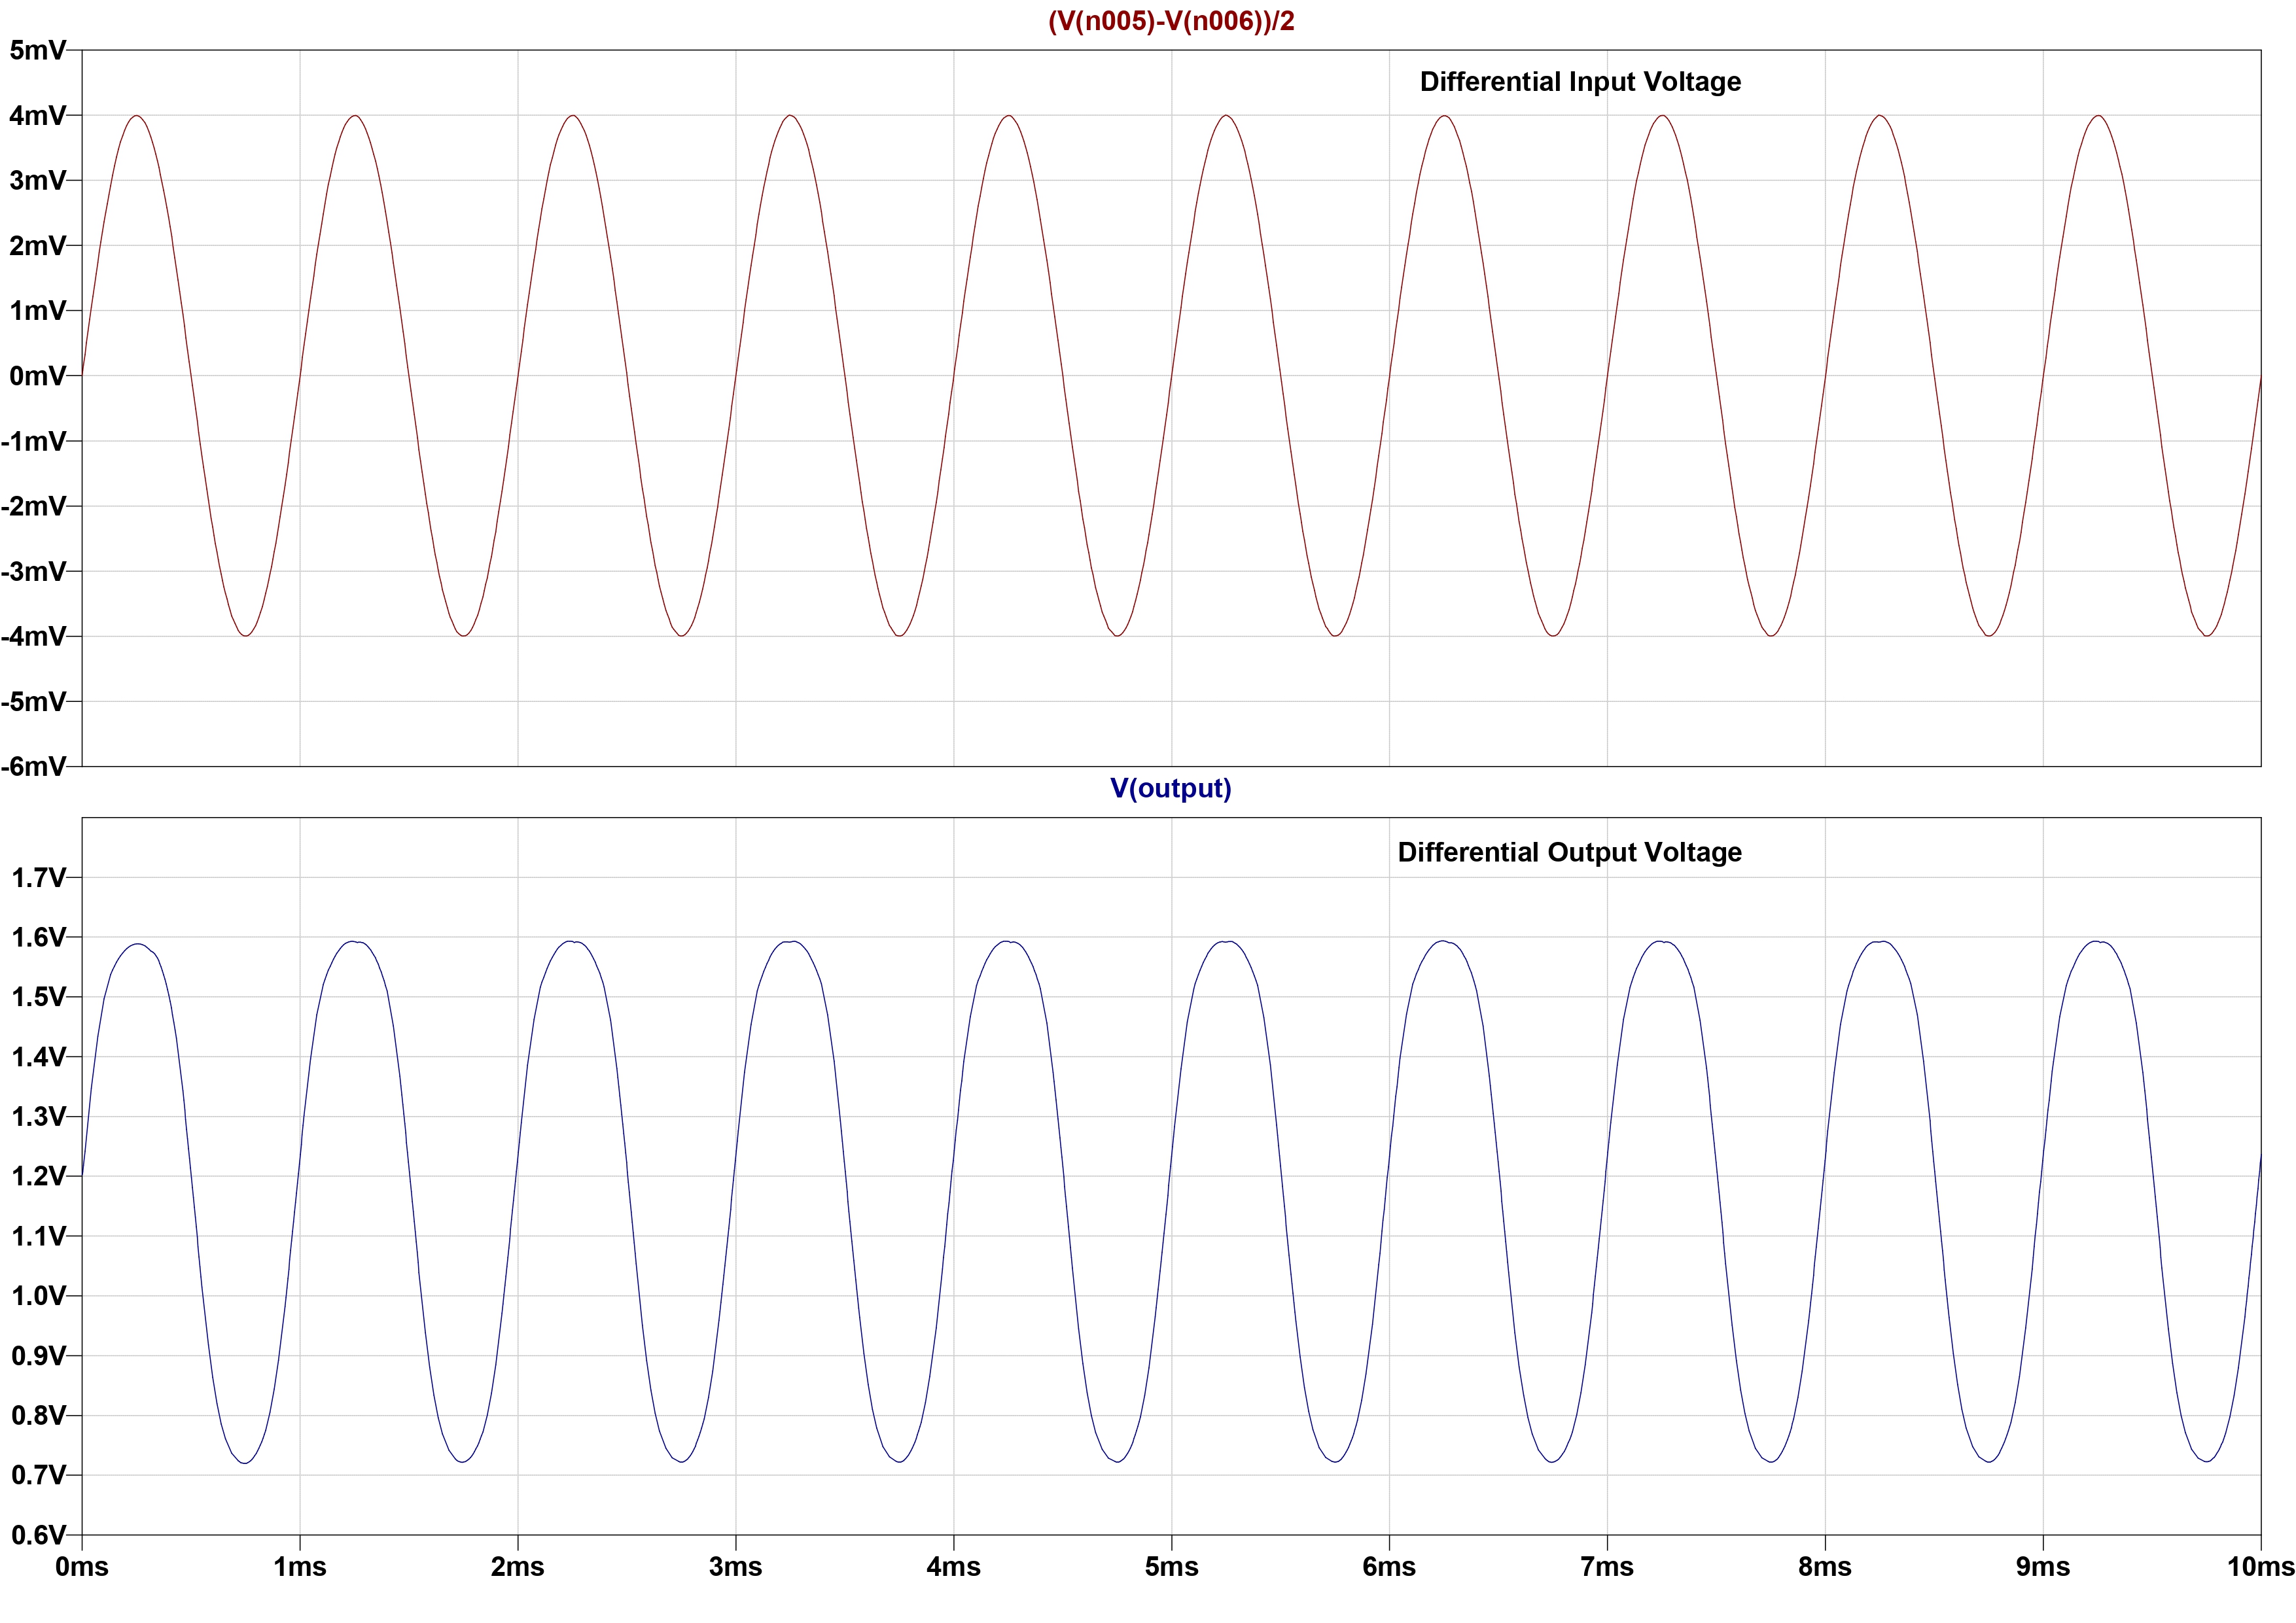 (V(n005)-V(n006))/2
5mV
Differential Input Voltage
4mV
3mV
2mV
1mV
0mV
-1mV
-2mV
-3mV
-4mV
-5mV
-6mV
V(output)
Differential Output Voltage
1.7V
1.6V
1.5V
1.4V
1.3V
1.2V
1.1V
1.0V
0.9V
0.8V
0.7V
0.6V
0ms 1ms 2ms 3ms 4ms 5ms 6ms 7ms 8ms 9ms 10ms